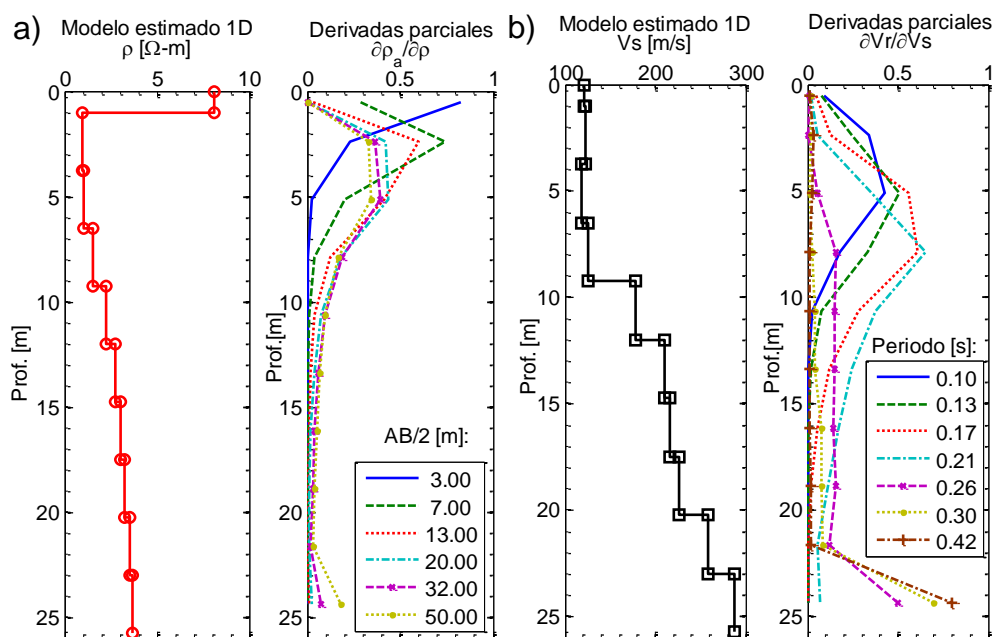 a)
Modelo estimado 1D
ρ [Ω-m]
0 5 10
0
5
10
15
20
25
Prof. [m]
Derivadas parciales
∂ρa/∂ρ
0 0.5 1
0
5
10
15
20
25
Prof.[m]
AB/2 [m]:
3.00
7.00
13.00
20.00
32.00
50.00
b)
Modelo estimado 1D
Vs [m/s]
100 200 300
0
5
10
15
20
25
Prof. [m]
Derivadas parciales
∂Vr/∂Vs
0 0.5 1
0
5
10
15
20
25
Prof.[m]
Periodo [s]:
0.10
0.13
0.17
0.21
0.26
0.30
0.42